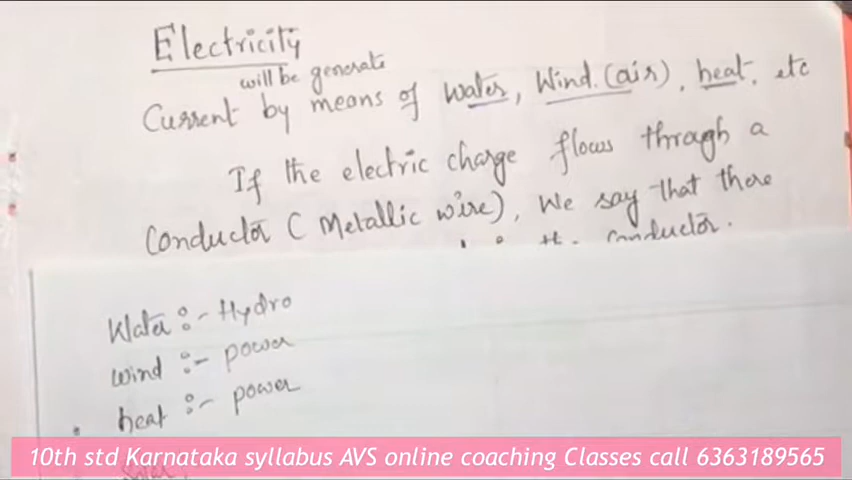 Electricity
will be generate
Current by means of water, Wind.(air), heat, etc
If the electric charge flows through a
Conductor (Metallic wire), We say that there
the conductor.
Water :- Hydro
wind :- power
heat :- power
10th std Karnataka syllabus AVS online coaching Classes call 6363189565